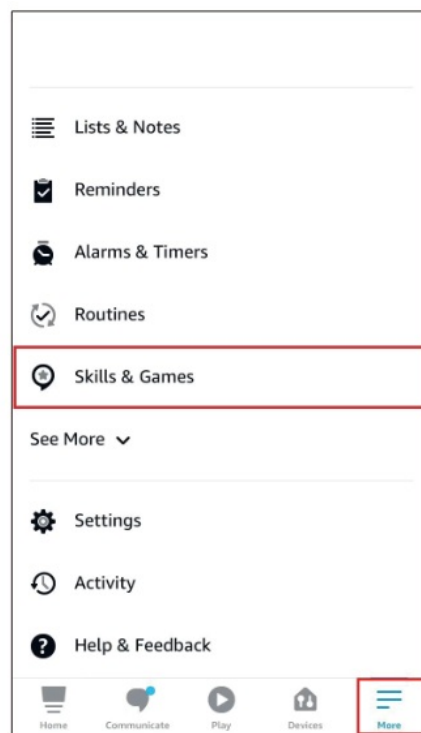 Lists & Notes
Reminders
Alarms & Timers
Routines
Skills & Games
See More
Settings
Activity
Help & Feedback
Home Communicate Play Devices More